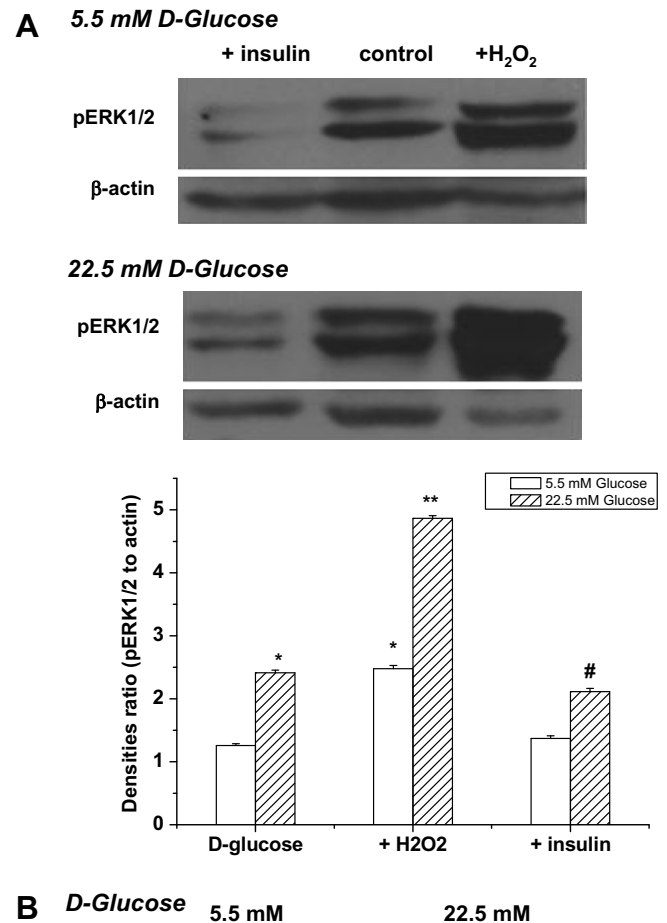 A 5.5 mM D-Glucose
+ insulin control +H₂O₂
pERK1/2
β-actin
22.5 mM D-Glucose
pERK1/2
β-actin
Densities ratio (pERK1/2 to actin)
5.5 mM Glucose
22.5 mM Glucose
5
4
3
2
1
0
*
*
**
#
D-glucose + H2O2 + insulin
B D-Glucose 5.5 mM 22.5 mM